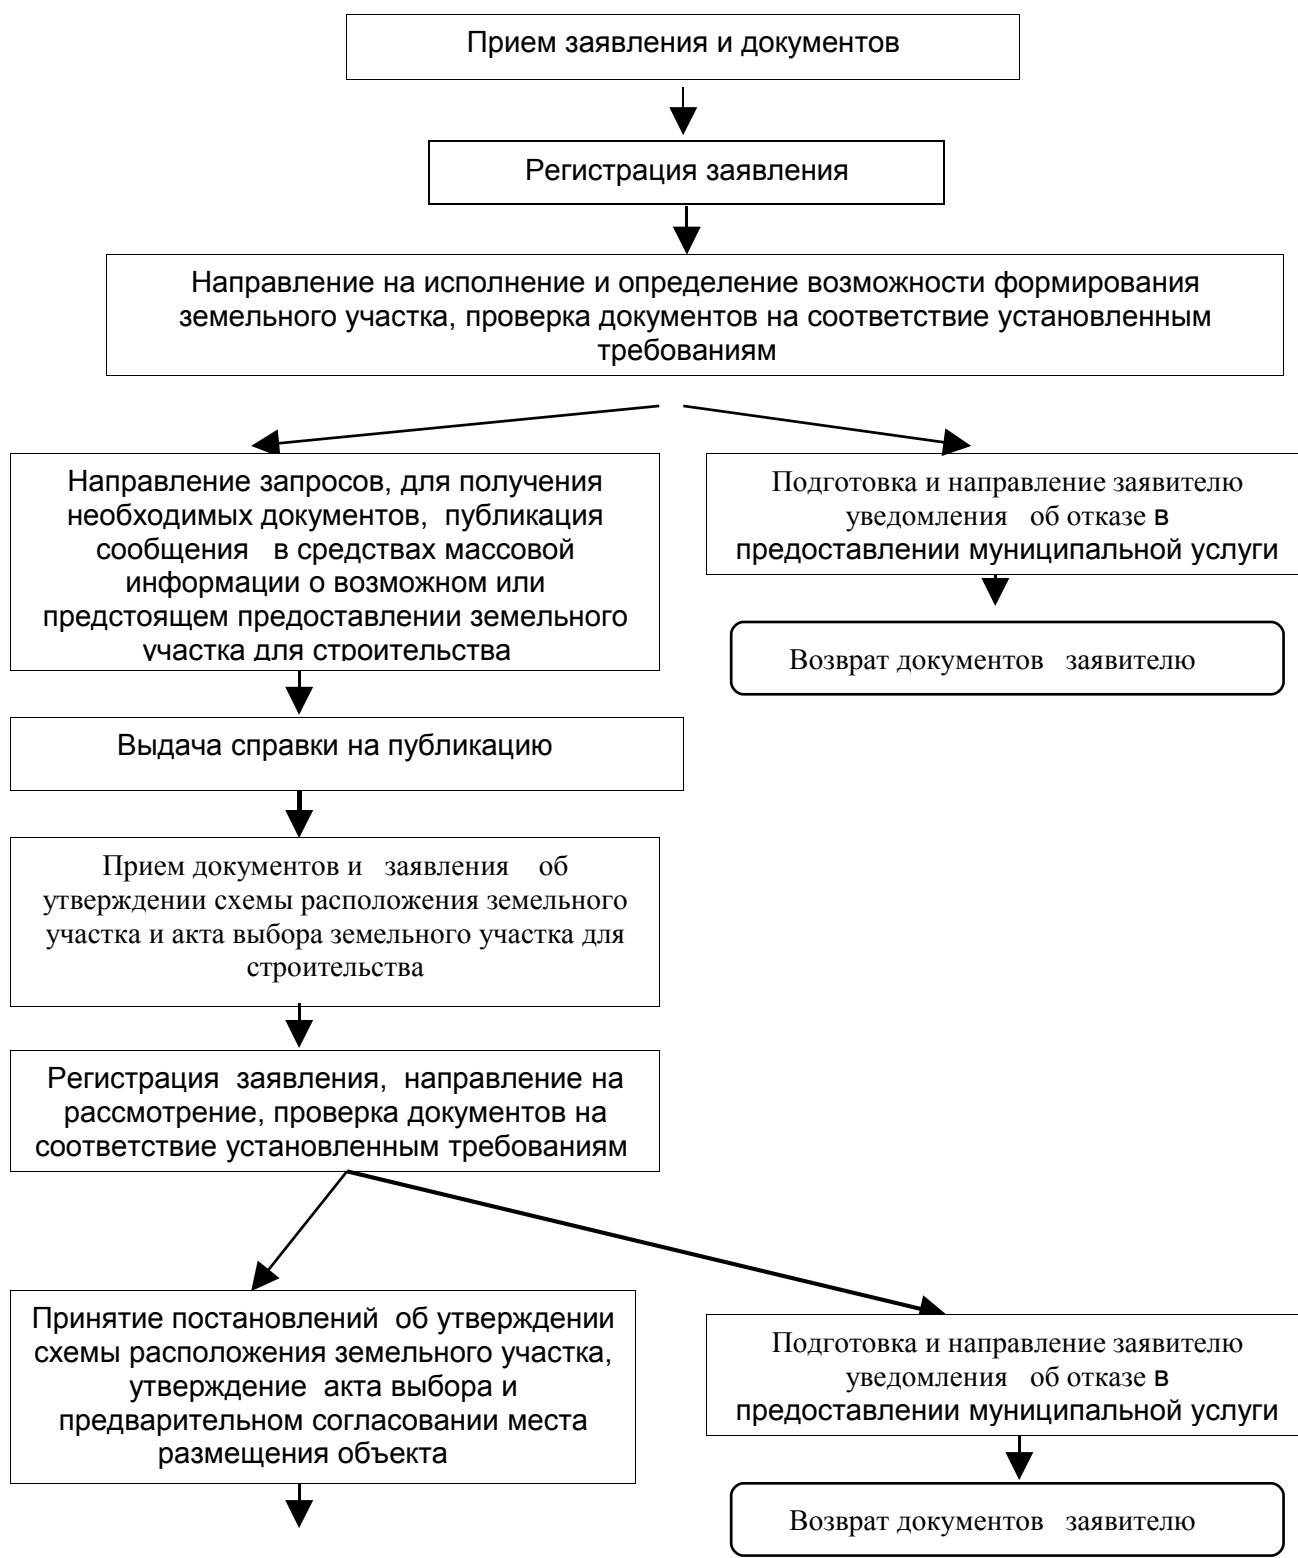 Прием заявления и документов
Регистрация заявления
Направление на исполнение и определение возможности формирования
земельного участка, проверка документов на соответствие установленным
требованиям
Направление запросов, для получения
необходимых документов, публикация
сообщения в средствах массовой
информации о возможном или
предстоящем предоставлении земельного
участка для строительства
Подготовка и направление заявителю
уведомления об отказе в
предоставлении муниципальной услуги
Возврат документов заявителю
Выдача справки на публикацию
Прием документов и заявления об
утверждении схемы расположения земельного
участка и акта выбора земельного участка для
строительства
Регистрация заявления, направление на
рассмотрение, проверка документов на
соответствие установленным требованиям
Принятие постановлений об утверждении
схемы расположения земельного участка,
утверждение акта выбора и
предварительном согласовании места
размещения объекта
Подготовка и направление заявителю
уведомления об отказе в
предоставлении муниципальной услуги
Возврат документов заявителю